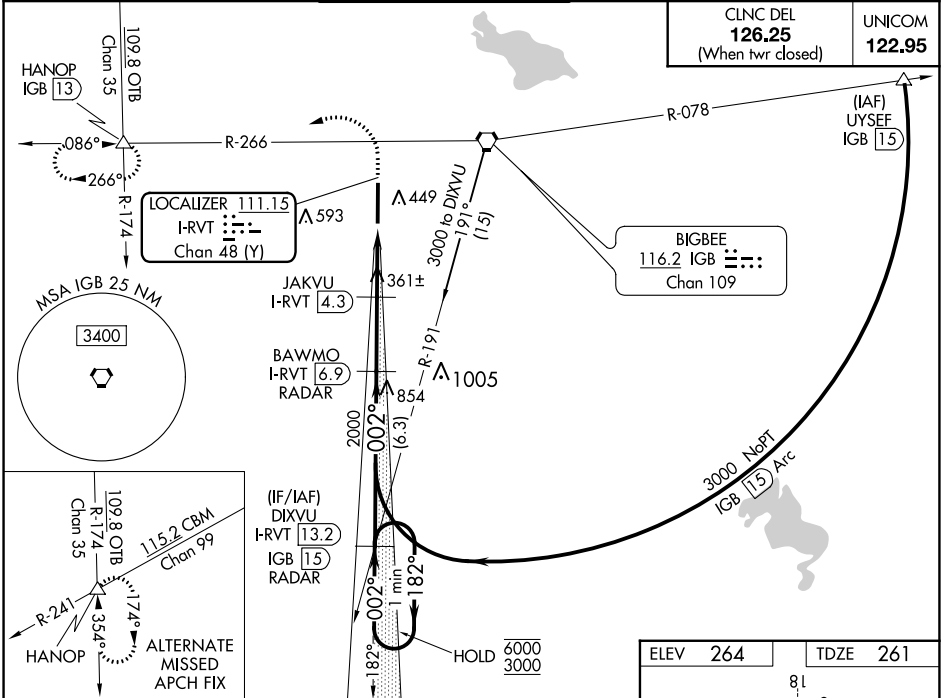 CLNC DEL
126.25
(When twr closed)
UNICOM
122.95
109.8 OTB
Chan 35
HANOP
IGB 13
086°
266°
R-266
R-174
R-078
(IAF)
UYSEF
IGB 15
LOCALIZER 111.15
I-RVT
Chan 48 (Y)
593
449
3000 to DIXVU
191°
(15)
BIGBEE
116.2 IGB
Chan 109
MSA IGB 25 NM
3400
JAKVU
I-RVT 4.3
361±
R-191
BAWMO
I-RVT 6.9
RADAR
1005
854
2000
002°
(6.3)
3000 NoPT
IGB 15 Arc
(IF/IAF)
DIXVU
I-RVT 13.2
IGB 15
RADAR
002°
1 min
182°
182°
HOLD 6000
3000
109.8 OTB
R-174
Chan 35
115.2 CBM
Chan 99
R-241
354°
174°
HANOP
ALTERNATE
MISSED
APCH FIX
ELEV 264
TDZE 261
18